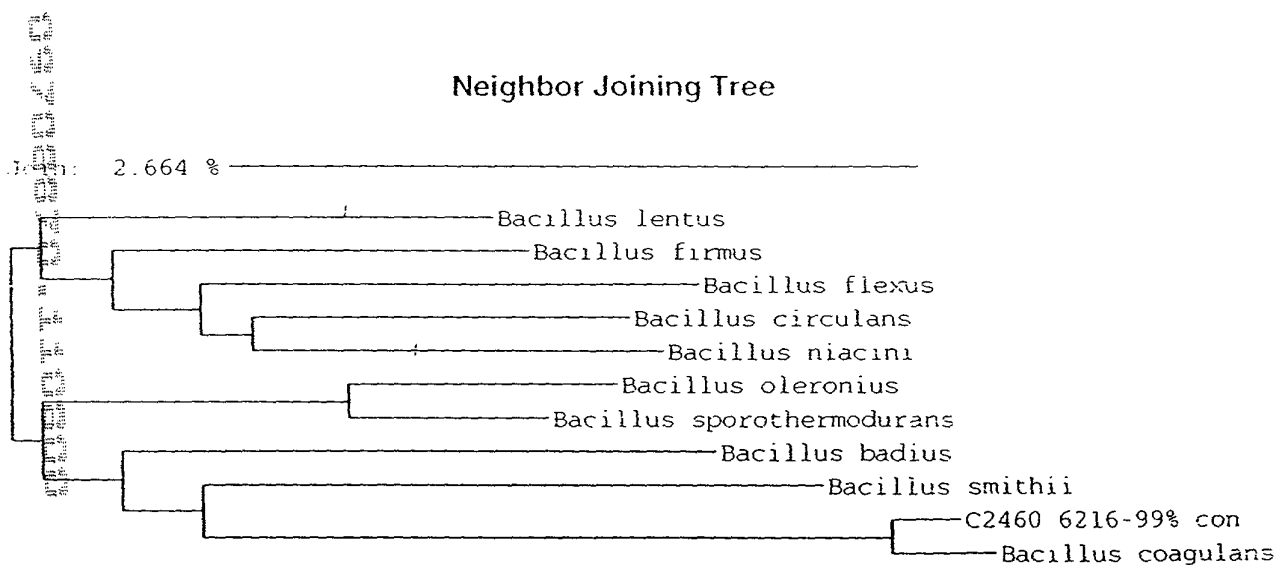 Neighbor Joining Tree
2.664 %
Bacillus lentus
Bacillus firmus
Bacillus flexus
Bacillus circulans
Bacillus niacini
Bacillus oleronius
Bacillus sporothermodurans
Bacillus badius
Bacillus smithii
C2460 6216-99% con
Bacillus coagulans